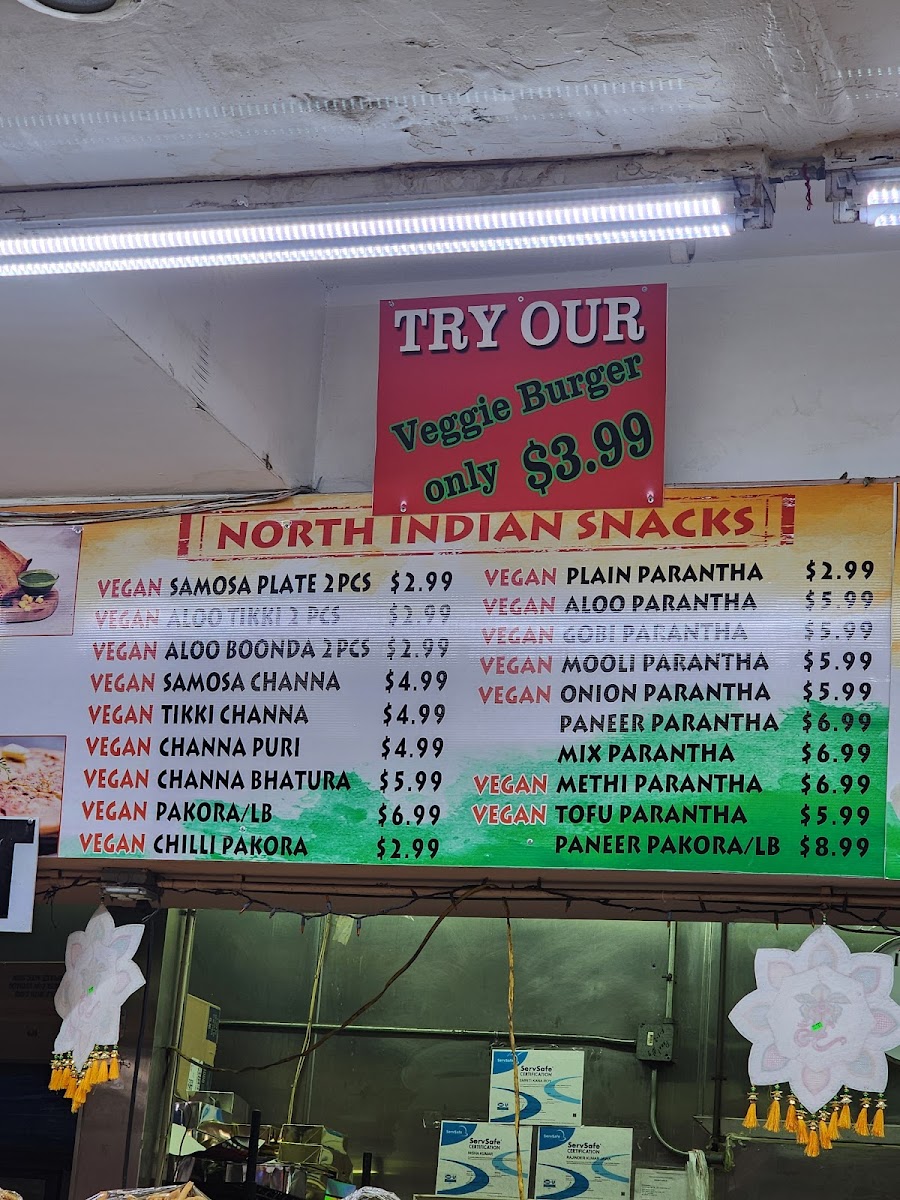 TRY OUR
Veggie Burger
only $3.99
NORTH INDIAN SNACKS
VEGAN SAMOSA PLATE 2PCS $2.99
VEGAN ALOO TIKKI 2 PCS $2.99
VEGAN ALOO BOONDA 2PCS $2.99
VEGAN SAMOSA CHANNA $4.99
VEGAN TIKKI CHANNA $4.99
VEGAN CHANNA PURI $4.99
VEGAN CHANNA BHATURA $5.99
VEGAN PAKORA/LB $6.99
VEGAN CHILLI PAKORA $2.99
VEGAN PLAIN PARANTHA $2.99
VEGAN ALOO PARANTHA $5.99
VEGAN GOBI PARANTHA $5.99
VEGAN MOOLI PARANTHA $5.99
VEGAN ONION PARANTHA $5.99
PANEER PARANTHA $6.99
MIX PARANTHA $6.99
VEGAN METHI PARANTHA $6.99
VEGAN TOFU PARANTHA $5.99
PANEER PAKORA/LB $8.99
ServSafe
CERTIFICATION
ServSafe
CERTIFICATION
ServSafe
CERTIFICATION